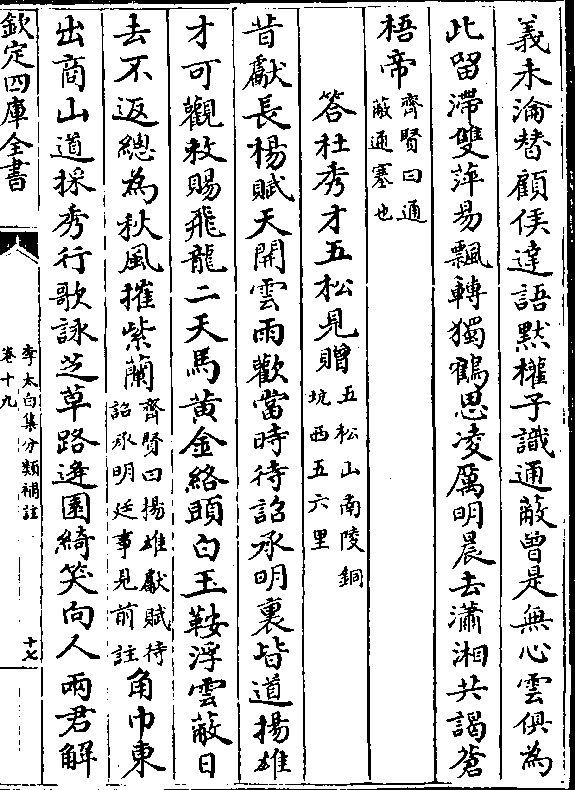 義未淪替顧侯達語默權子識通蔽曾是無心雲俱為
此留滯雙萍易飄轉獨鶴思凌厲明晨去瀟湘共謁蒼
梧帝齊賢曰通
蔽通塞也
答杜秀才五松見贈五松山南陵銅
坑西五六里
昔獻長楊賦天開雲雨歡當時待詔承明裏皆道揚雄
才可觀敕賜飛龍二天馬黃金絡頭白玉鞍浮雲蔽日
去不返總為秋風摧紫蘭齊賢曰揚雄獻賦待
詔承明廷事見前註角巾東
出商山道採秀行歌詠芝草路逢園綺笑向人兩君解
欽定四庫全書
李太白集分類補註
卷十九
十七